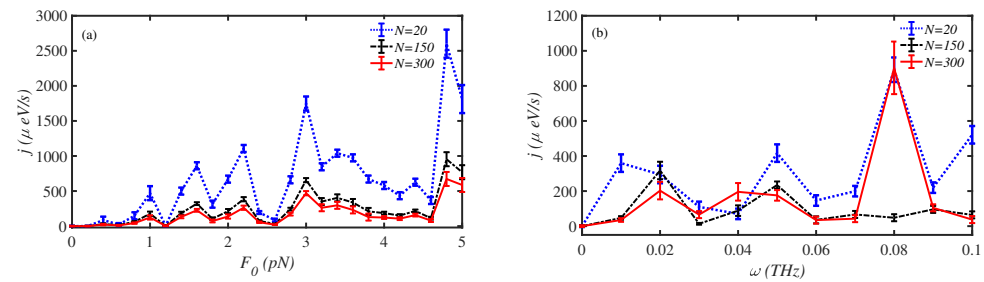 (a)
N=20
N=150
N=300
3000
2500
2000
1500
1000
500
0
j (μ eV/s)
0 1 2 3 4 5
F_0 (pN)
(b)
N=20
N=150
N=300
1200
1000
800
600
400
200
0
j (μ eV/s)
0 0.02 0.04 0.06 0.08 0.1
ω (THz)